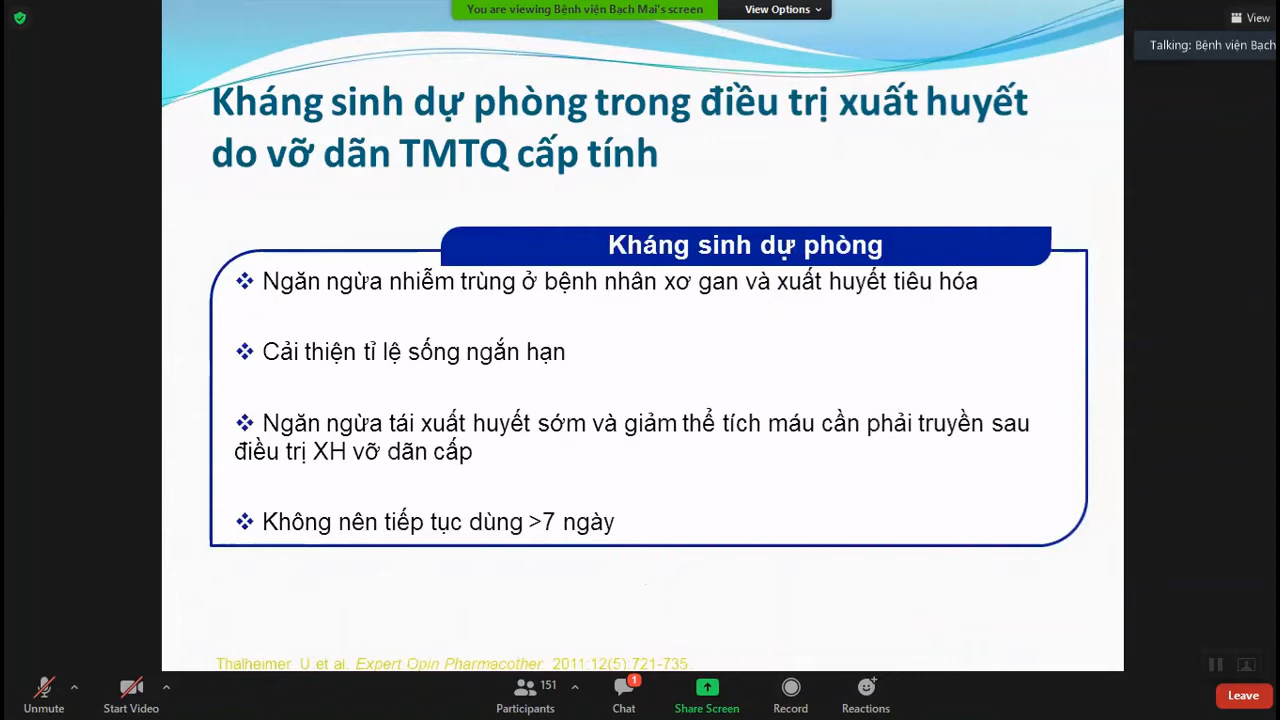 You are viewing Bệnh viện Bạch Mai's screen
View Options
View
Talking: Bệnh viện Bạch
Kháng sinh dự phòng trong điều trị xuất huyết
do vỡ dãn TMTQ cấp tính
Kháng sinh dự phòng
❖ Ngăn ngừa nhiễm trùng ở bệnh nhân xơ gan và xuất huyết tiêu hóa
❖ Cải thiện tỉ lệ sống ngắn hạn
❖ Ngăn ngừa tái xuất huyết sớm và giảm thể tích máu cần phải truyền sau
điều trị XH vỡ dãn cấp
❖ Không nên tiếp tục dùng >7 ngày
Thalheimer U et al. Expert Opin Pharmacother. 2011;12(5):721-735.
Unmute
Start Video
151
Participants
1
Chat
Share Screen
Record
Reactions
Leave